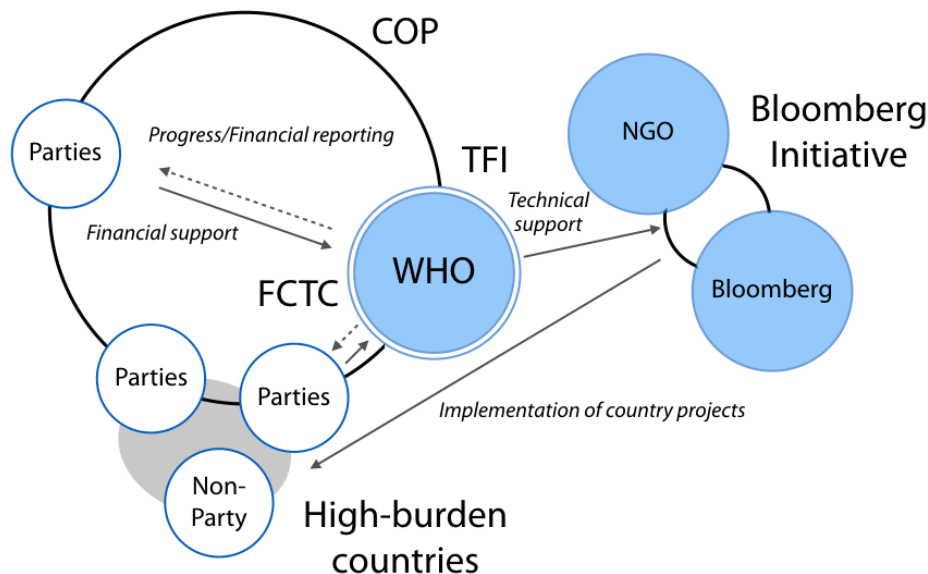 COP
Parties
Progress/Financial reporting
TFI
NGO
Bloomberg
Initiative
Financial support
Technical
support
WHO
FCTC
Bloomberg
Parties
Parties
Implementation of country projects
Non-
Party
High-burden
countries